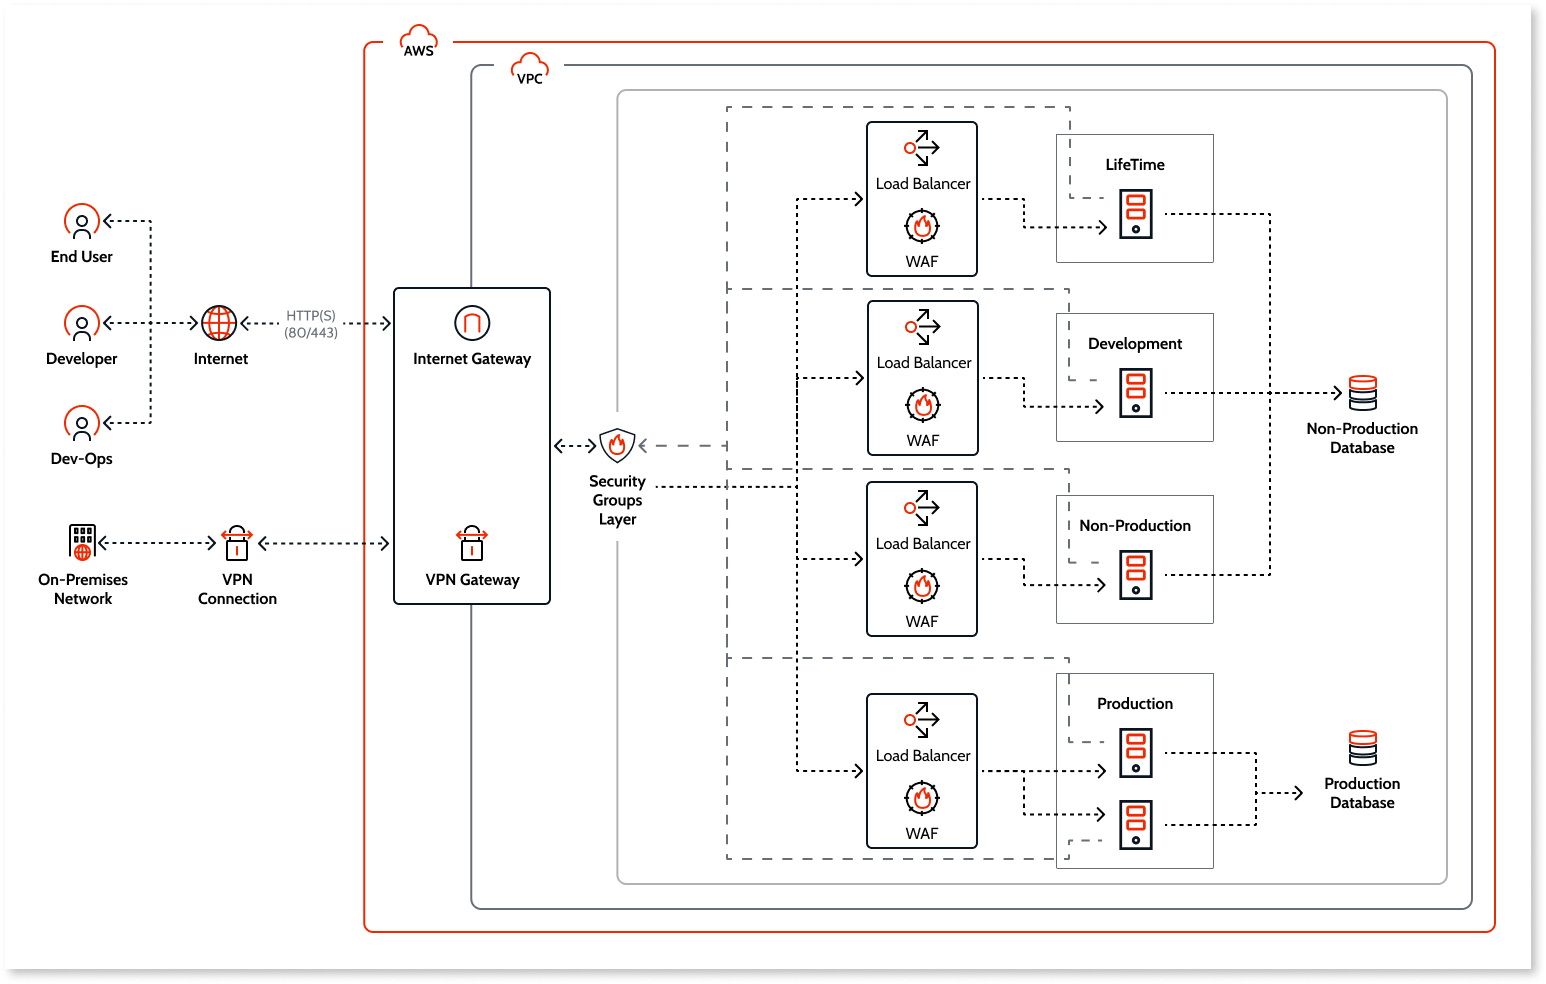 AWS
VPC
End User
Developer
Dev-Ops
Internet
HTTP(S)
(80/443)
On-Premises
Network
VPN
Connection
Internet Gateway
VPN Gateway
Security
Groups
Layer
Load Balancer
WAF
LifeTime
Load Balancer
WAF
Development
Load Balancer
WAF
Non-Production
Load Balancer
WAF
Production
Non-Production
Database
Production
Database